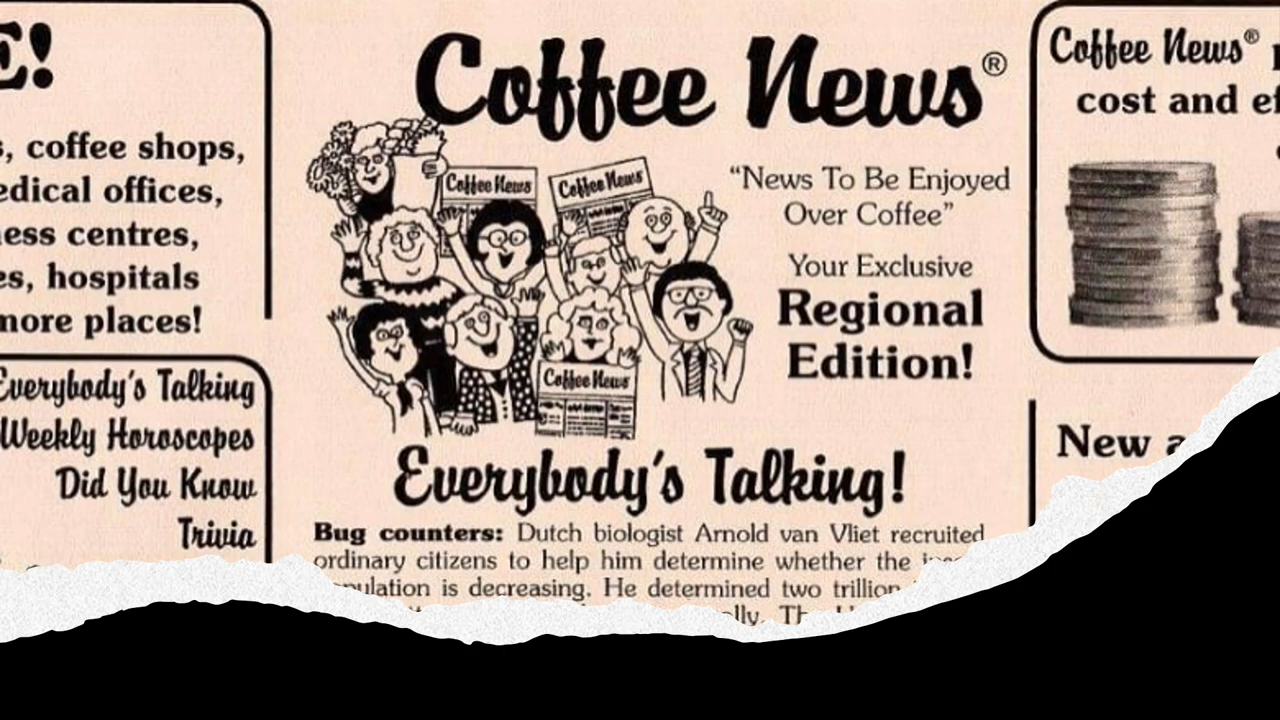 E!
coffee shops,
edical offices,
ess centres,
hospitals
more places!
Everybody's Talking
Weekly Horoscopes
Did You Know
Trivia
Coffee News®
"News To Be Enjoyed
Over Coffee"
Your Exclusive
Regional
Edition!
Coffee News
Coffee News
Coffee News
Everybody's Talking!
Bug counters: Dutch biologist Arnold van Vliet recruited
ordinary citizens to help him determine whether the
is decreasing. He determined two trillion
Coffee News®
cost and
New